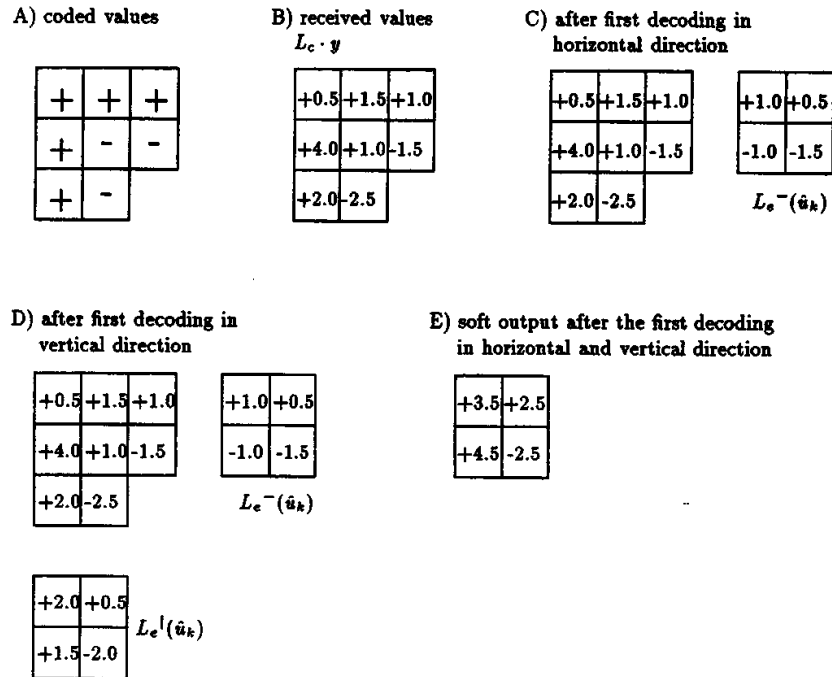 A) coded values
+ + +
+ - -
+ -
B) received values
L_c · y
+0.5 +1.5 +1.0
+4.0 +1.0 -1.5
+2.0 -2.5
C) after first decoding in
horizontal direction
+0.5 +1.5 +1.0
+4.0 +1.0 -1.5
+2.0 -2.5
+1.0 +0.5
-1.0 -1.5
L_e^-(û_k)
D) after first decoding in
vertical direction
+0.5 +1.5 +1.0
+4.0 +1.0 -1.5
+2.0 -2.5
+1.0 +0.5
-1.0 -1.5
L_e^-(û_k)
+2.0 +0.5
+1.5 -2.0
L_e^|(û_k)
E) soft output after the first decoding
in horizontal and vertical direction
+3.5 +2.5
+4.5 -2.5